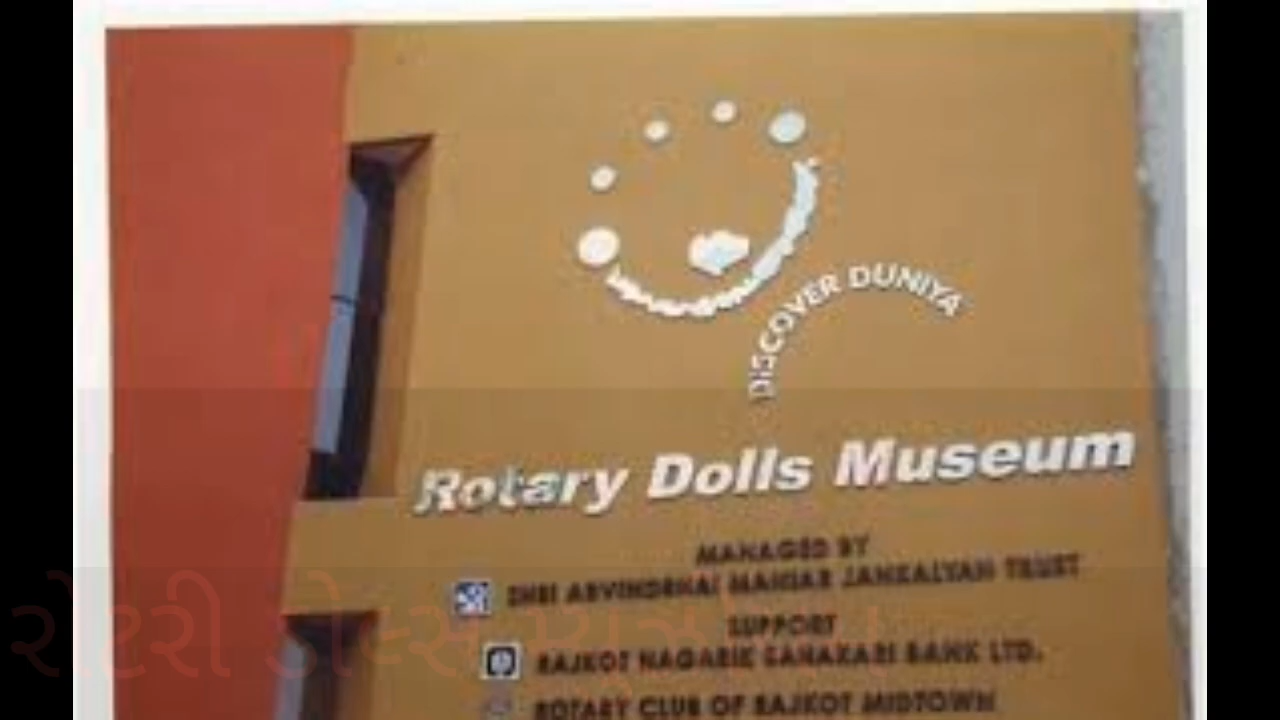 DISCOVER DUNIYA
Rotary Dolls Museum
MANAGED BY
SHRI ARVINDBHAI MANIAR JANKALYAN TRUST
SUPPORT
RAJKOT NAGARIK SAHAKARI BANK LTD.
ROTARY CLUB OF RAJKOT MIDTOWN
રોટરી ડોલ્સ